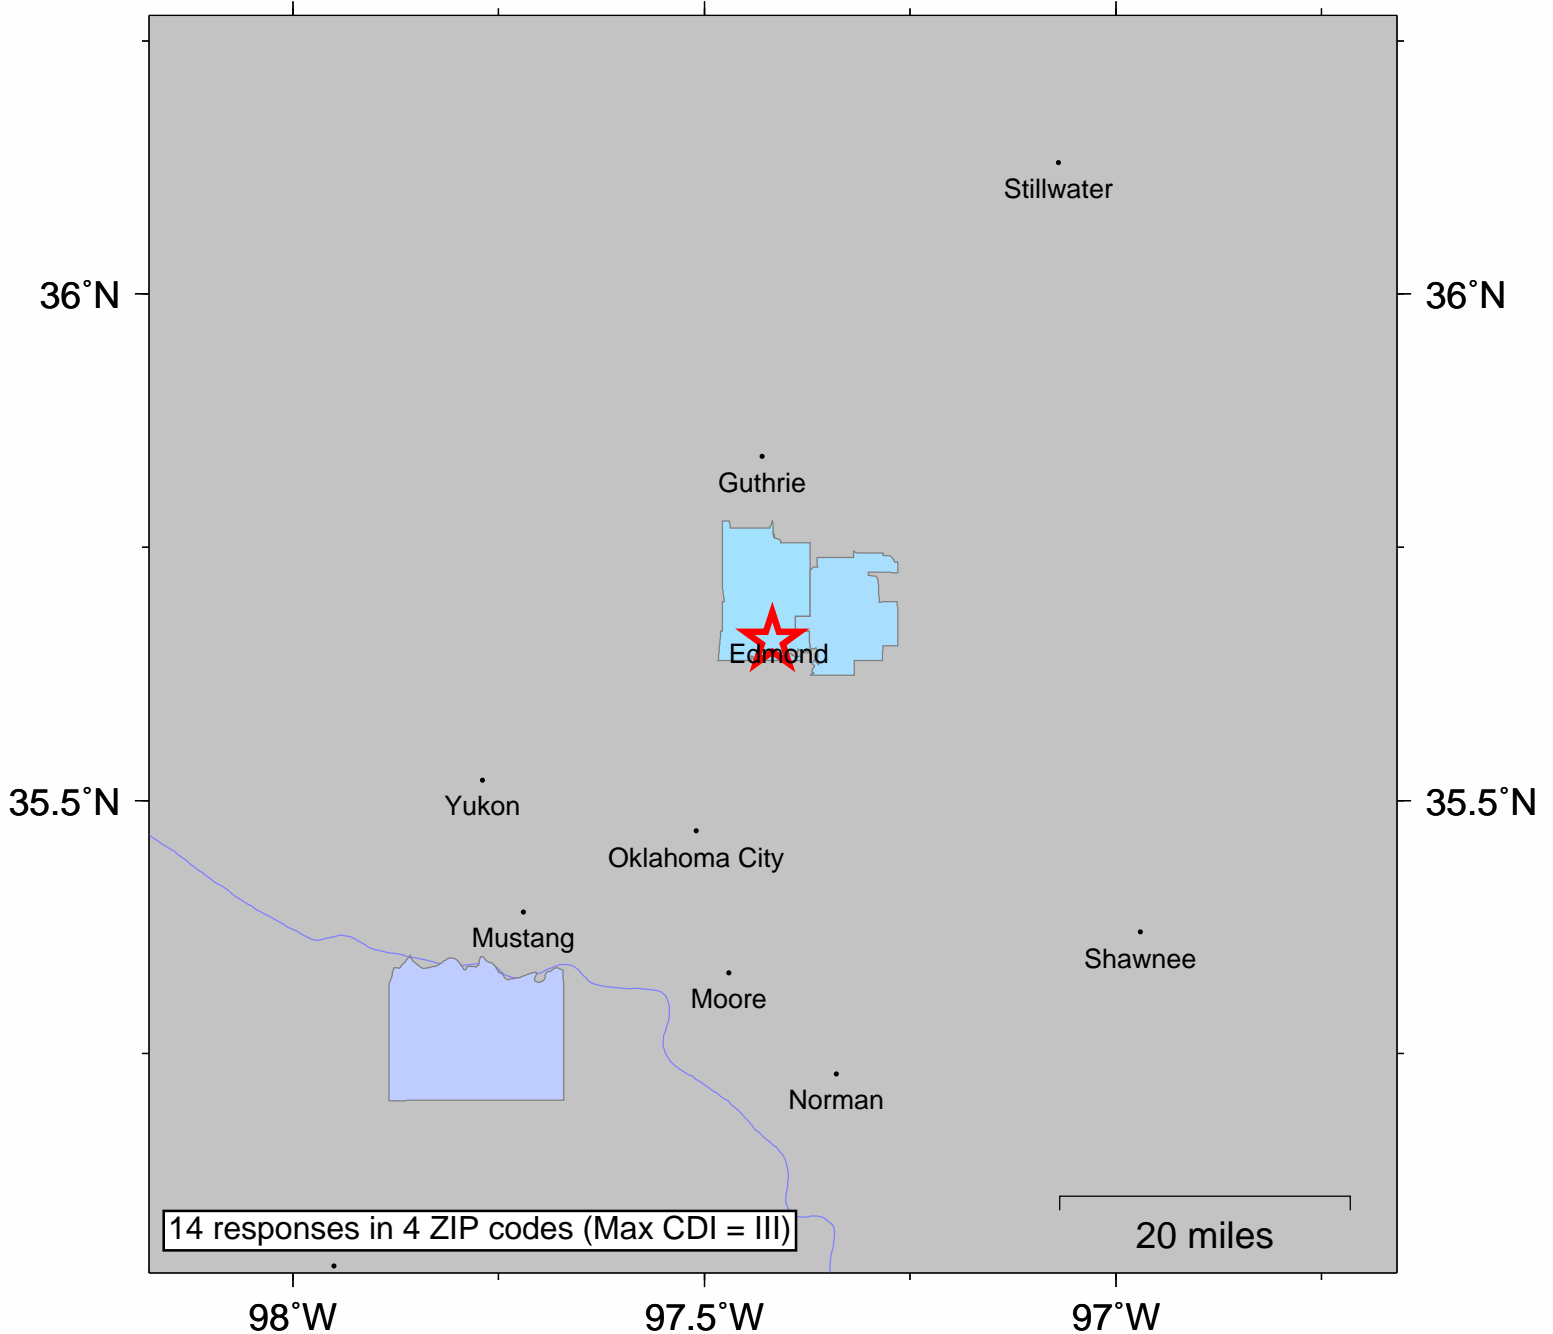 Stillwater
36˚N
36˚N
Guthrie
Edmond
35.5˚N
35.5˚N
Yukon
Oklahoma City
Mustang
Shawnee
Moore
Norman
14 responses in 4 ZIP codes (Max CDI = III)
20 miles
98˚W
97.5˚W
97˚W